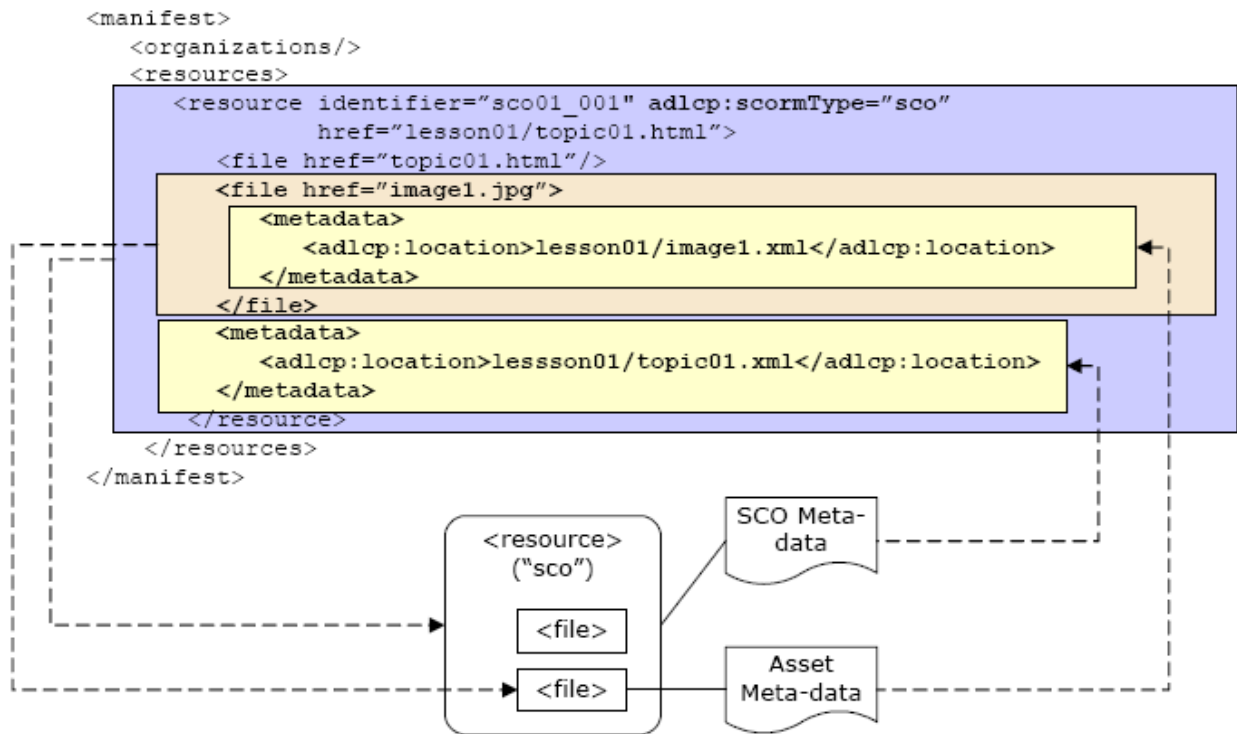 <manifest>
<organizations/>
<resources>
<resource identifier="sco01_001" adlcp:scormType="sco"
href="lesson01/topic01.html">
<file href="topic01.html"/>
<file href="image1.jpg">
<metadata>
<adlcp:location>lesson01/image1.xml</adlcp:location>
</metadata>
</file>
<metadata>
<adlcp:location>lessson01/topic01.xml</adlcp:location>
</metadata>
</resource>
</resources>
</manifest>
<resource>
("sco")
<file>
<file>
SCO Meta-
data
Asset
Meta-data